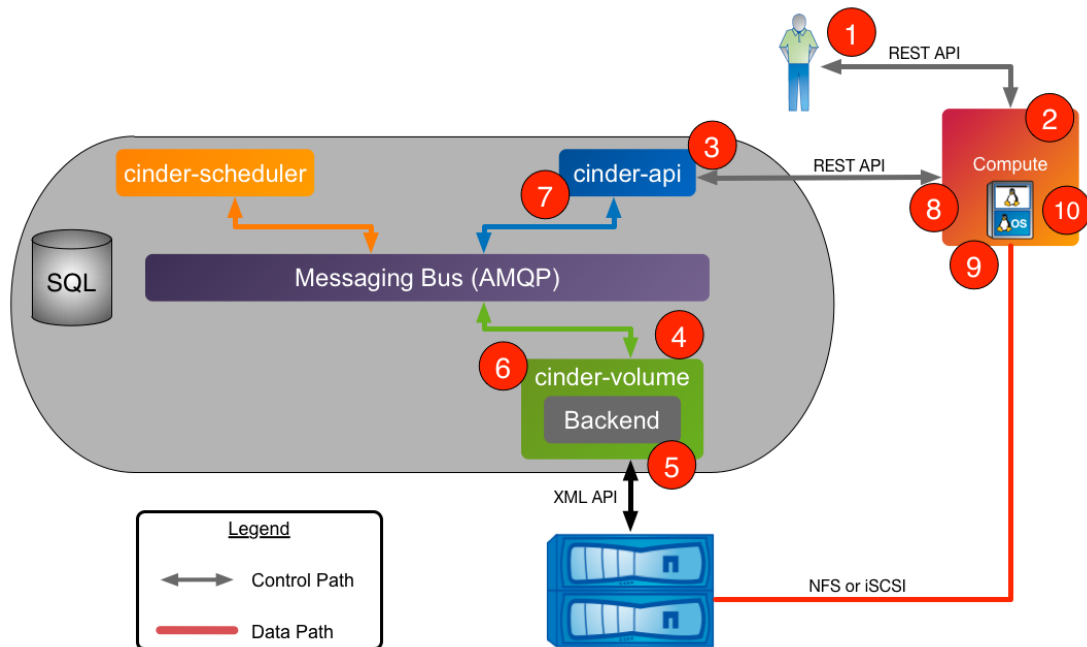 1
REST API
2
3
cinder-scheduler
cinder-api
REST API
Compute
7
8
10
OS
SQL
Messaging Bus (AMQP)
9
4
6
cinder-volume
Backend
5
XML API
Legend
Control Path
NFS or iSCSI
Data Path